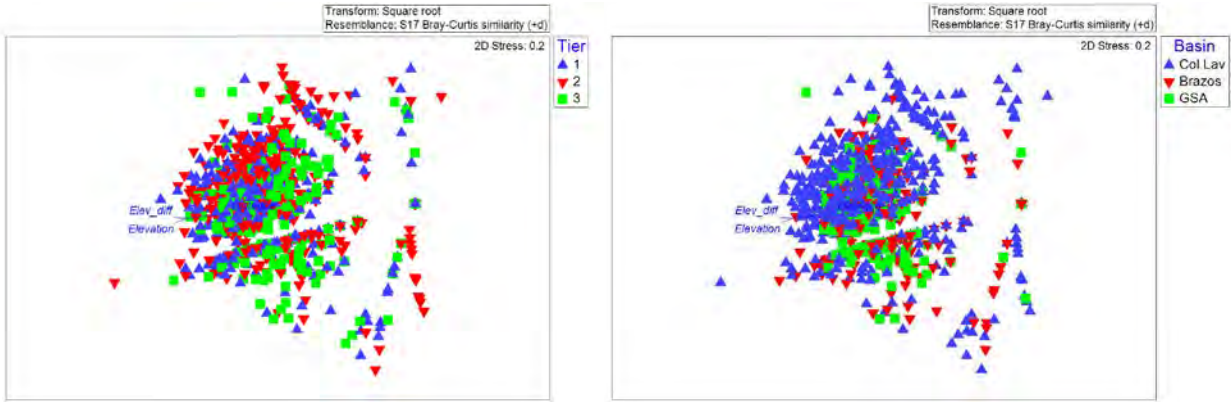 Transform: Square root
Resemblance: S17 Bray-Curtis similarity (+d)
2D Stress: 0.2
Tier
1
2
3
Elev_diff
Elevation
Transform: Square root
Resemblance: S17 Bray-Curtis similarity (+d)
2D Stress: 0.2
Basin
Col Lav
Brazos
GSA
Elev_diff
Elevation